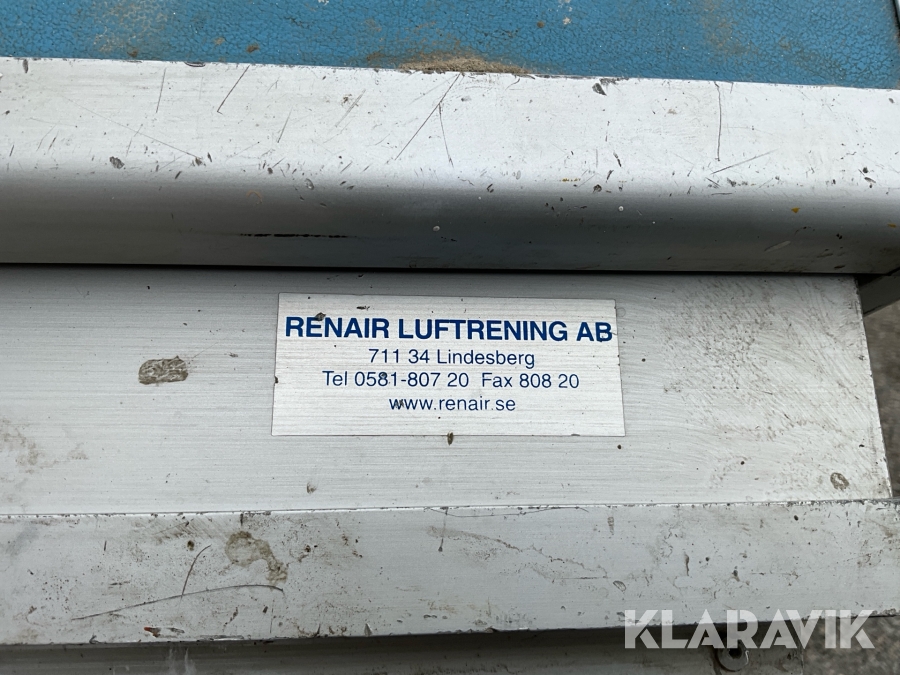 RENAIR LUFTRENING AB
711 34 Lindesberg
Tel 0581-807 20 Fax 808 20
www.renair.se
KLARAVIK